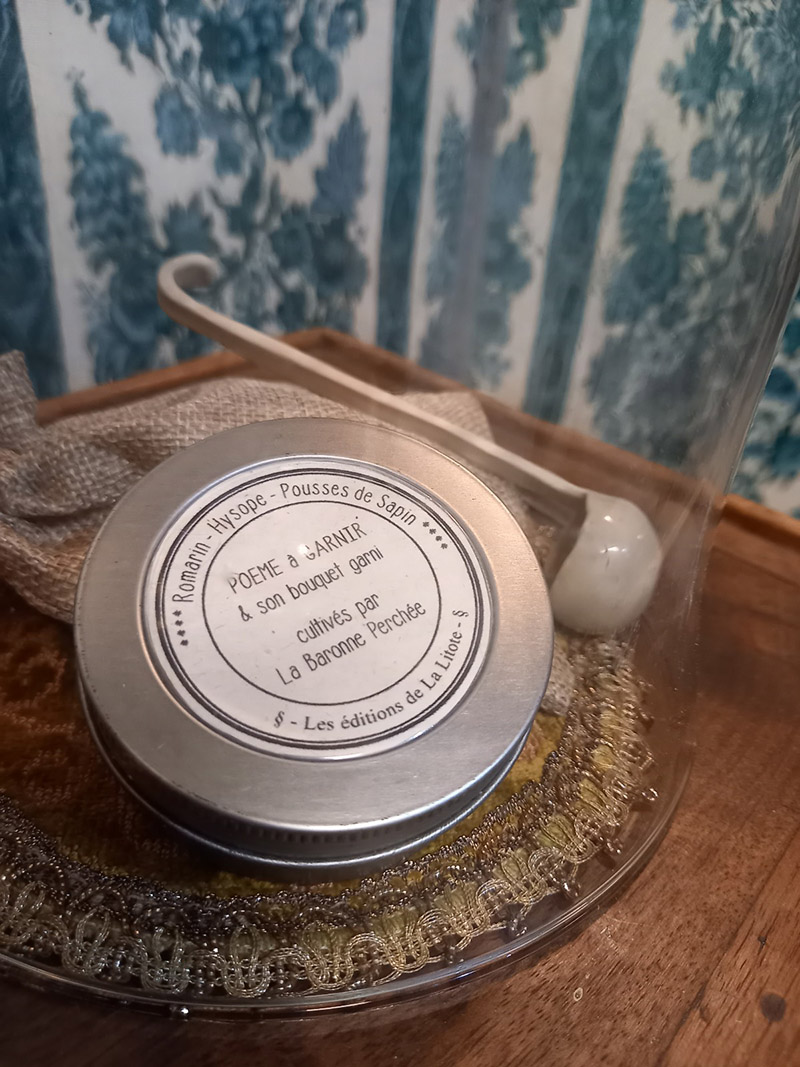 **** Romarin - Hysope - Pousses de Sapin ****
POEME à GARNIR
& son bouquet garni
cultivés par
La Baronne Perchée
§ - Les éditions de La Litote - §